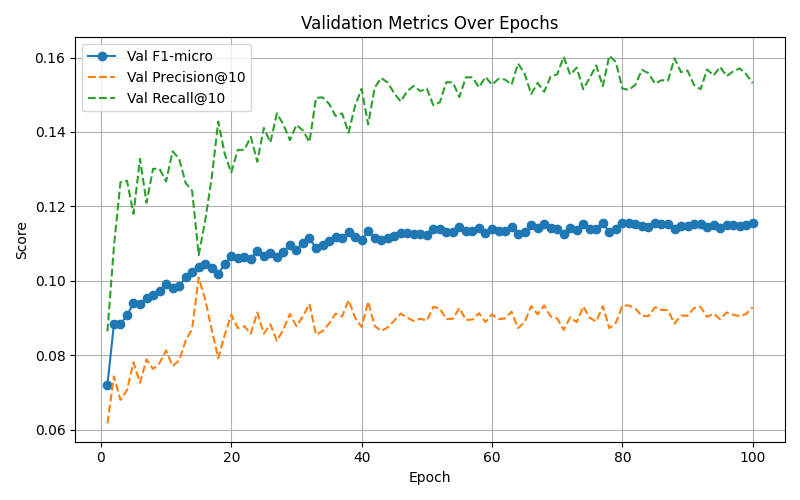 Validation Metrics Over Epochs
Val F1-micro
Val Precision@10
Val Recall@10
Score
0.16
0.14
0.12
0.10
0.08
0.06
0 20 40 60 80 100
Epoch